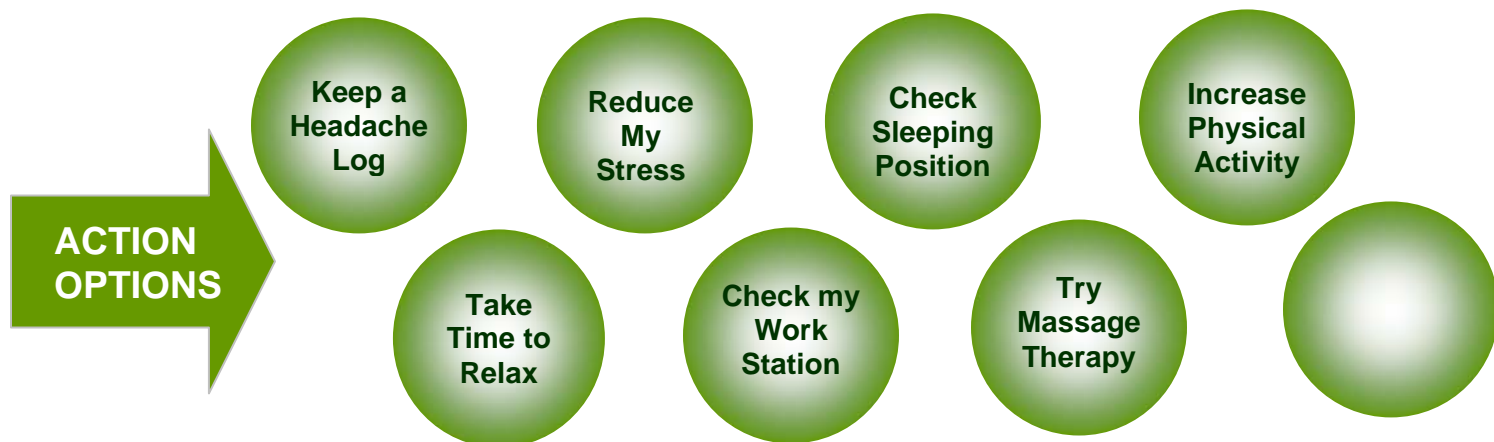 ACTION
OPTIONS
Keep a
Headache
Log
Reduce
My
Stress
Check
Sleeping
Position
Increase
Physical
Activity
Take
Time to
Relax
Check my
Work
Station
Try
Massage
Therapy